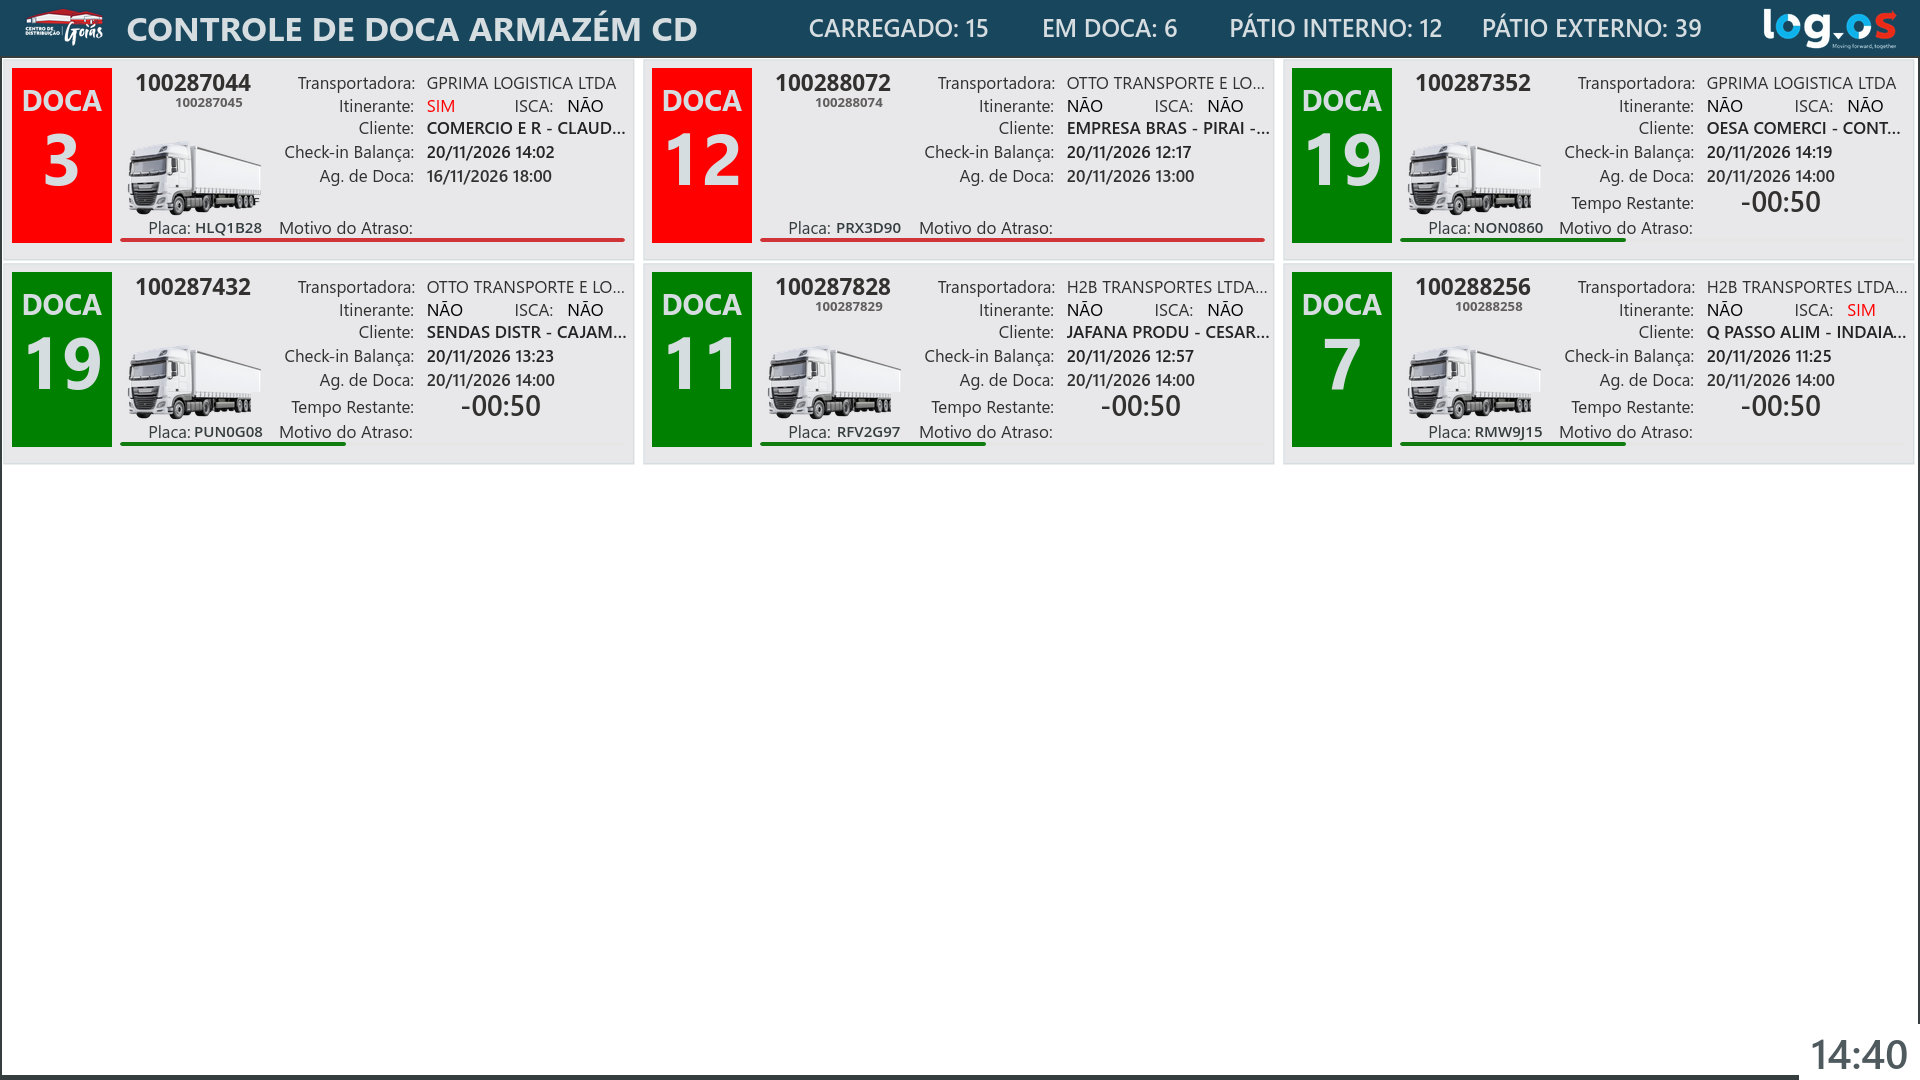 CENTRO DE DISTRIBUIÇÃO Goiás
CONTROLE DE DOCA ARMAZÉM CD
CARREGADO: 15
EM DOCA: 6
PÁTIO INTERNO: 12
PÁTIO EXTERNO: 39
log.os
Moving forward, together
DOCA
3
100287044
100287045
Transportadora: GPRIMA LOGISTICA LTDA
Itinerante: SIM ISCA: NÃO
Cliente: COMERCIO E R - CLAUD...
Check-in Balança: 20/11/2026 14:02
Ag. de Doca: 16/11/2026 18:00
Placa: HLQ1B28 Motivo do Atraso:
DOCA
12
100288072
100288074
Transportadora: OTTO TRANSPORTE E LO...
Itinerante: NÃO ISCA: NÃO
Cliente: EMPRESA BRAS - PIRAI -...
Check-in Balança: 20/11/2026 12:17
Ag. de Doca: 20/11/2026 13:00
Placa: PRX3D90 Motivo do Atraso:
DOCA
19
100287352
Transportadora: GPRIMA LOGISTICA LTDA
Itinerante: NÃO ISCA: NÃO
Cliente: OESA COMERCI - CONT...
Check-in Balança: 20/11/2026 14:19
Ag. de Doca: 20/11/2026 14:00
Tempo Restante: -00:50
Placa: NON0860 Motivo do Atraso:
DOCA
19
100287432
Transportadora: OTTO TRANSPORTE E LO...
Itinerante: NÃO ISCA: NÃO
Cliente: SENDAS DISTR - CAJAM...
Check-in Balança: 20/11/2026 13:23
Ag. de Doca: 20/11/2026 14:00
Tempo Restante: -00:50
Placa: PUN0G08 Motivo do Atraso:
DOCA
11
100287828
100287829
Transportadora: H2B TRANSPORTES LTDA...
Itinerante: NÃO ISCA: NÃO
Cliente: JAFANA PRODU - CESAR...
Check-in Balança: 20/11/2026 12:57
Ag. de Doca: 20/11/2026 14:00
Tempo Restante: -00:50
Placa: RFV2G97 Motivo do Atraso:
DOCA
7
100288256
100288258
Transportadora: H2B TRANSPORTES LTDA...
Itinerante: NÃO ISCA: SIM
Cliente: Q PASSO ALIM - INDAIA...
Check-in Balança: 20/11/2026 11:25
Ag. de Doca: 20/11/2026 14:00
Tempo Restante: -00:50
Placa: RMW9J15 Motivo do Atraso:
14:40